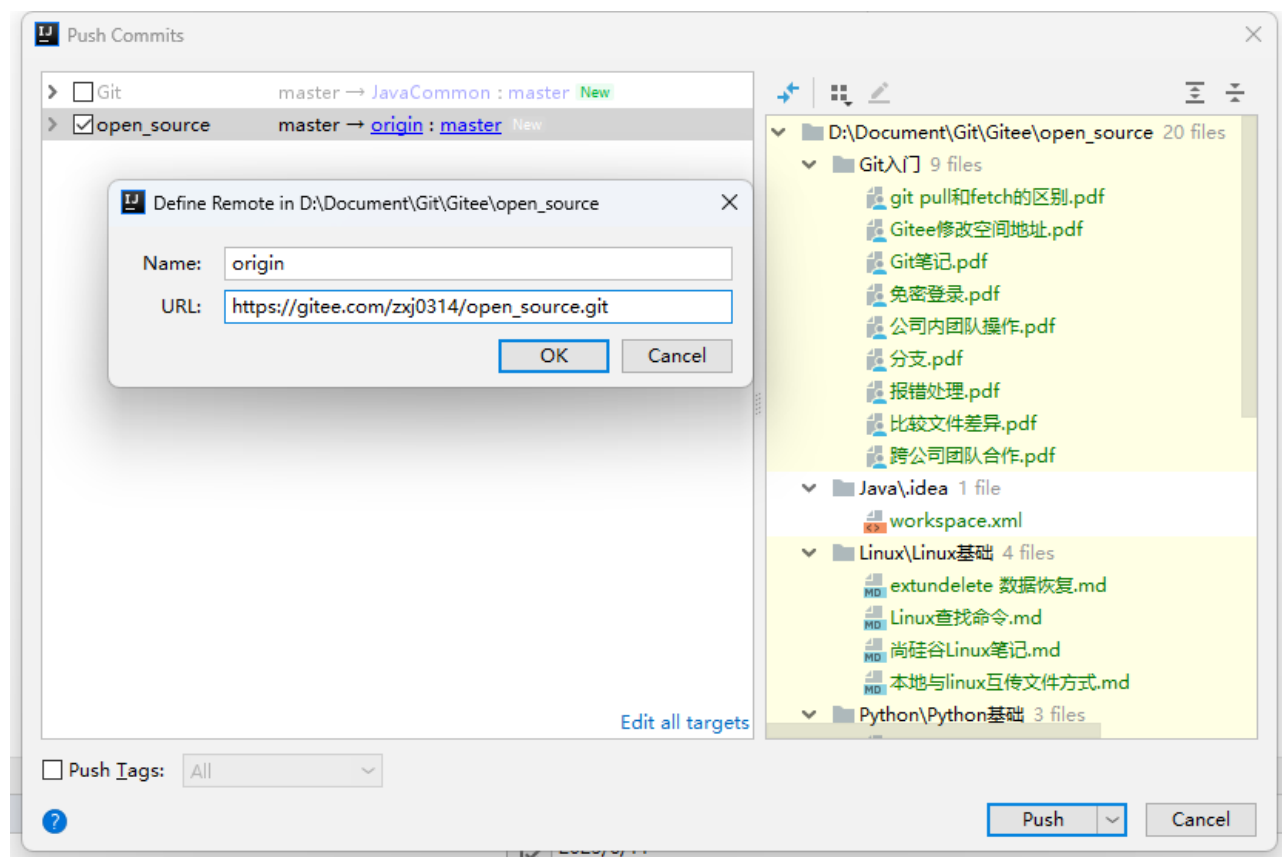 Push Commits
Git master → JavaCommon : master New
open_source master → origin : master New
Define Remote in D:\Document\Git\Gitee\open_source
Name: origin
URL: https://gitee.com/zxj0314/open_source.git
OK Cancel
Edit all targets
D:\Document\Git\Gitee\open_source 20 files
Git入门 9 files
git pull和fetch的区别.pdf
Gitee修改空间地址.pdf
Git笔记.pdf
免密登录.pdf
公司内团队操作.pdf
分支.pdf
报错处理.pdf
比较文件差异.pdf
跨公司团队合作.pdf
Java\.idea 1 file
workspace.xml
Linux\Linux基础 4 files
extundelete 数据恢复.md
Linux查找命令.md
尚硅谷Linux笔记.md
本地与linux互传文件方式.md
Python\Python基础 3 files
Push Tags: All
? Push Cancel